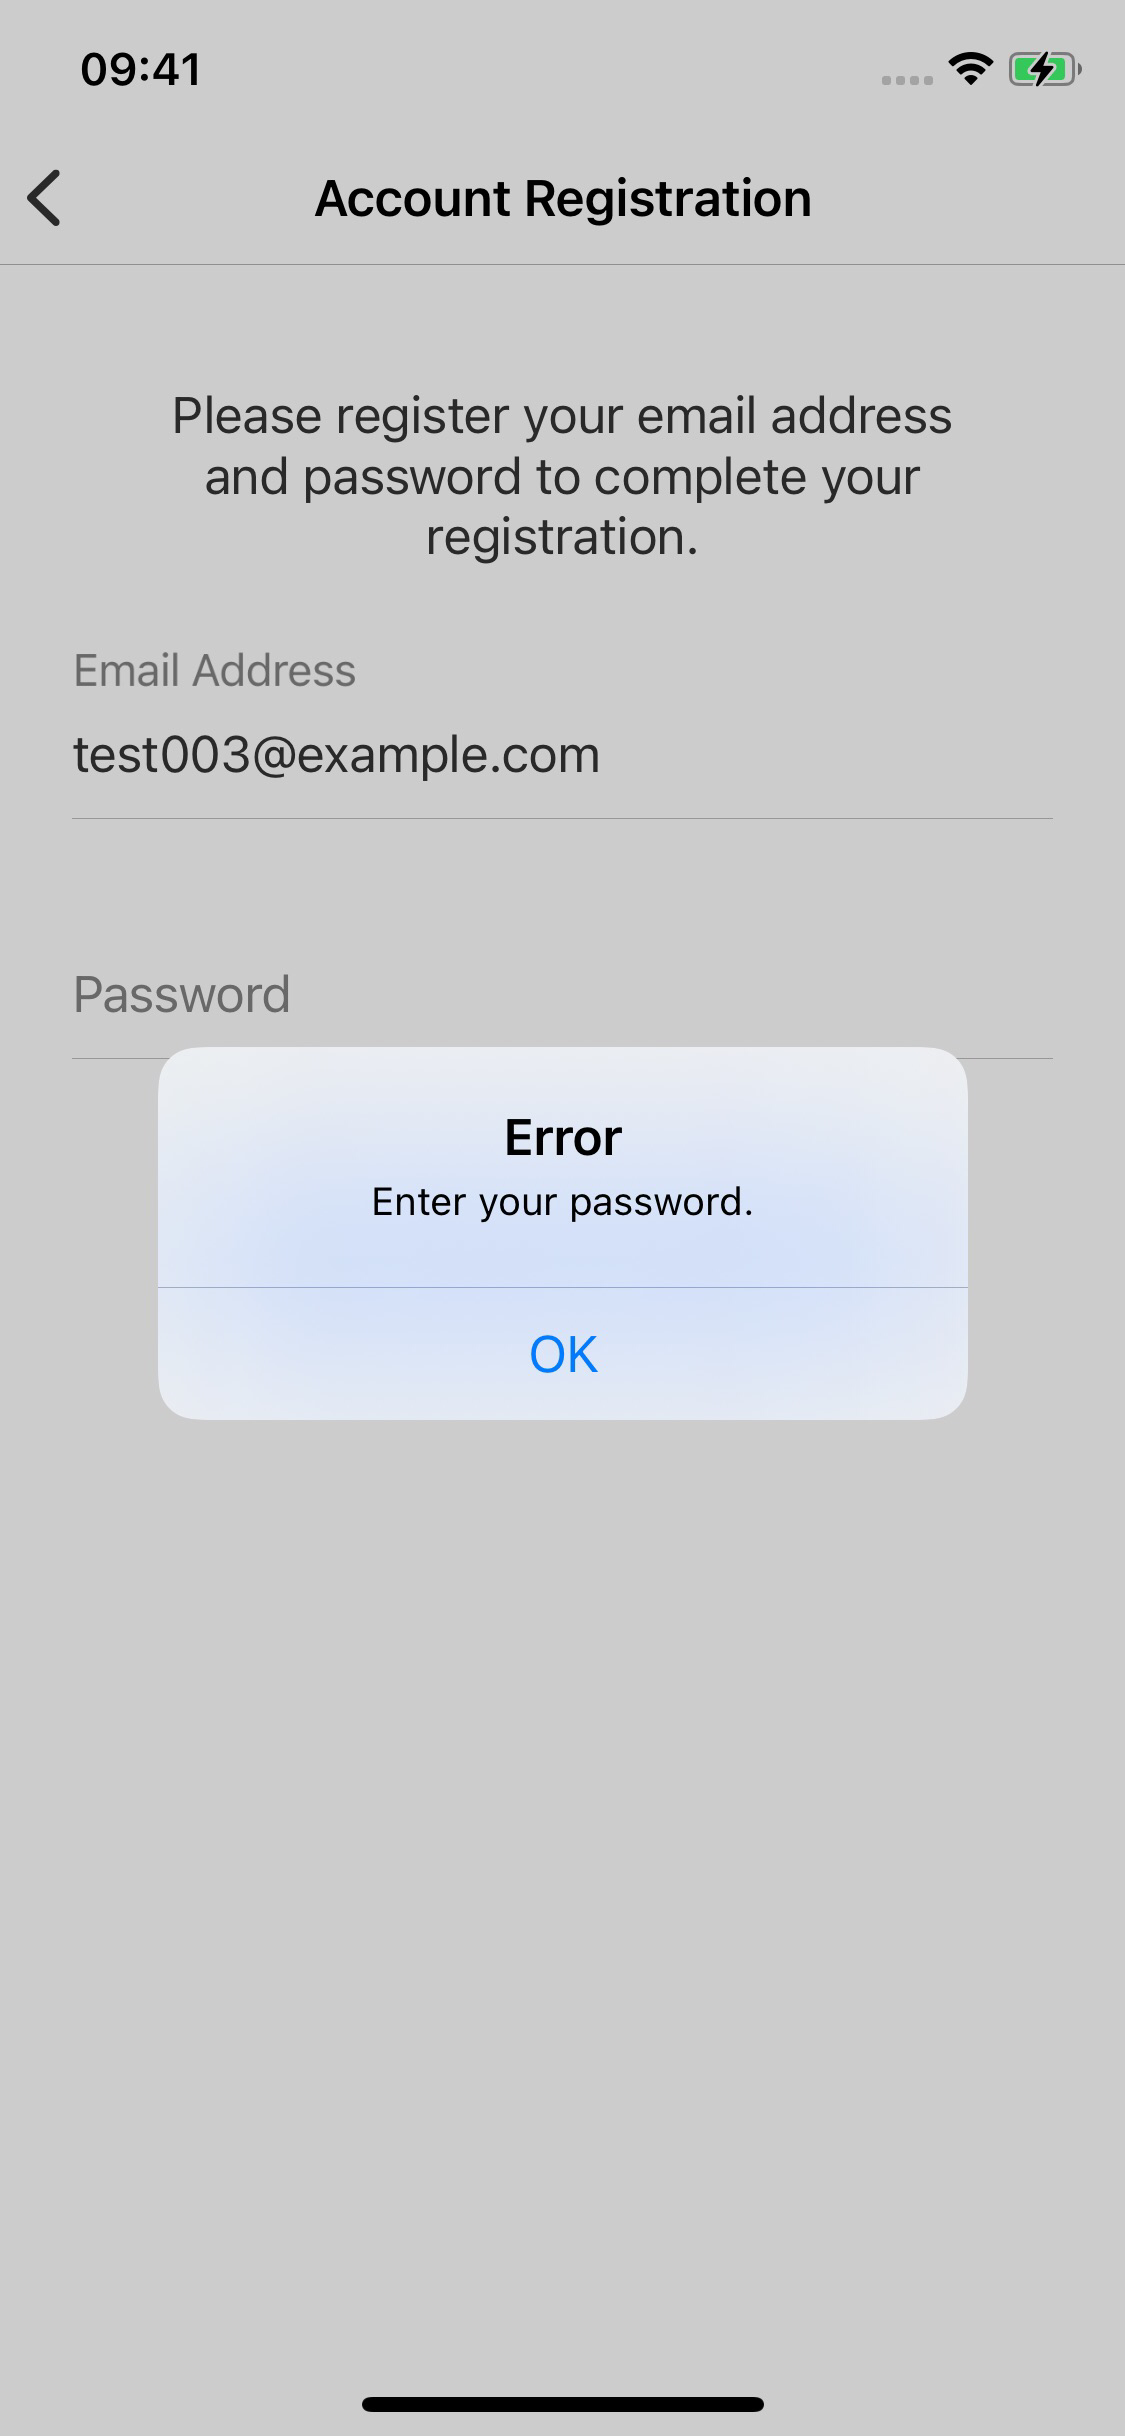 09:41
Account Registration
Please register your email address
and password to complete your
registration.
Email Address
test003@example.com
Password
Error
Enter your password.
OK